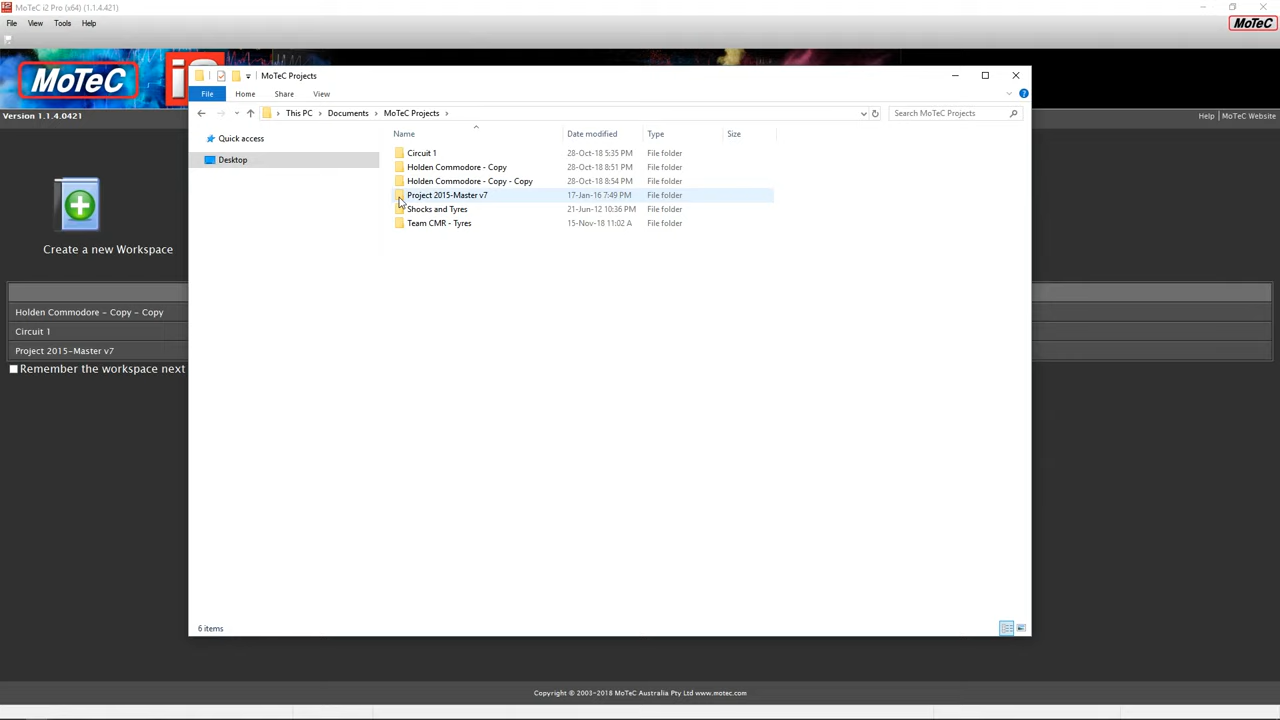 MoTeC i2 Pro (x64) (1.1.4.421)
File View Tools Help
MoTeC
MoTeC i2
MoTeC Projects
File Home Share View
Version 1.1.4.0421
This PC Documents MoTeC Projects
Search MoTeC Projects
Help | MoTeC Website
Quick access
Desktop
Name Date modified Type Size
Circuit 1 28-Oct-18 5:35 PM File folder
Holden Commodore - Copy 28-Oct-18 8:51 PM File folder
Holden Commodore - Copy - Copy 28-Oct-18 8:54 PM File folder
Project 2015-Master v7 17-Jan-16 7:49 PM File folder
Shocks and Tyres 21-Jun-12 10:36 PM File folder
Team CMR - Tyres 15-Nov-18 11:02 A File folder
Create a new Workspace
Holden Commodore - Copy - Copy
Circuit 1
Project 2015-Master v7
Remember the workspace next
6 items
Copyright © 2003-2018 MoTeC Australia Pty Ltd www.motec.com